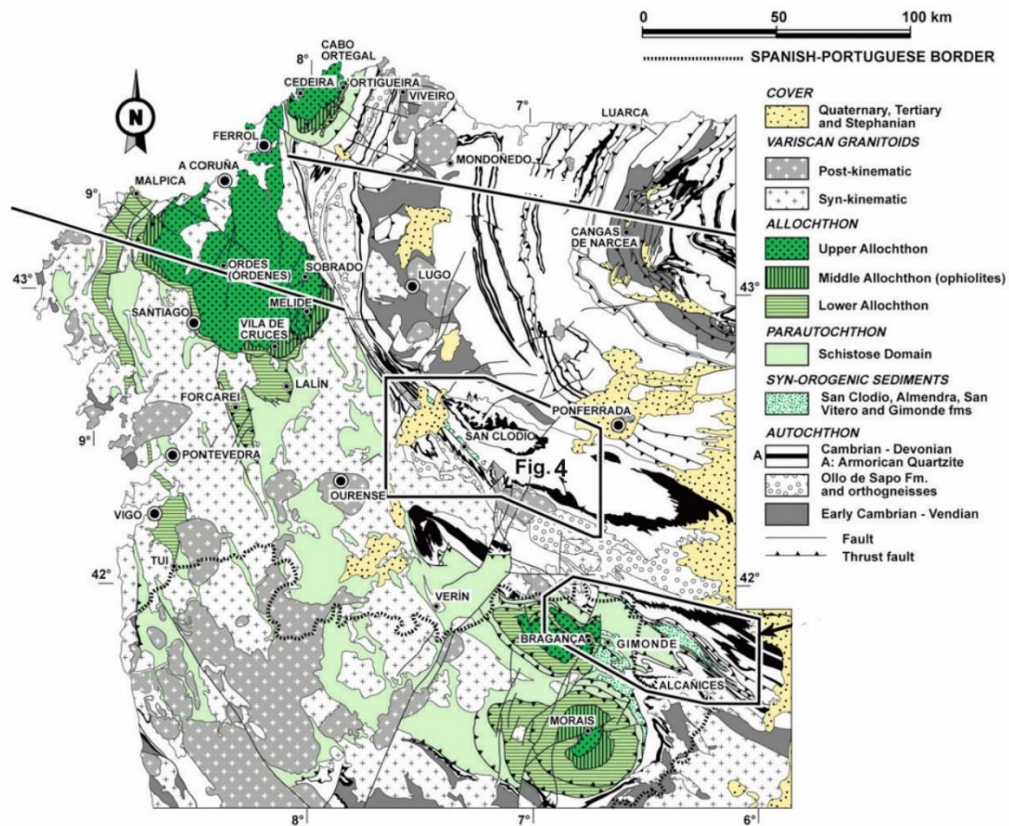 0 50 100 km
SPANISH-PORTUGUESE BORDER
N
CABO
ORTEGAL
8°
CEDEIRA
ORTIGUEIRA
VIVEIRO
7°
LUARCA
FERROL
MONDOÑEDO
A CORUÑA
MALPICA
9°
CANGAS
DE NARCEA
ORDES
(ÓRDENES)
SOBRADO
LUGO
43°
43°
MELIDE
SANTIAGO
VILA DE
CRUCES
LALÍN
FORCAREI
PONFERRADA
9°
SAN CLODIO
PONTEVEDRA
Fig. 4
OURENSE
VIGO
TUI
42°
42°
VERÍN
BRAGANÇA
GIMONDE
ALCAÑICES
MORAIS
8°
7°
6°
COVER
Quaternary, Tertiary
and Stephanian
VARISCAN GRANITOIDS
Post-kinematic
Syn-kinematic
ALLOCHTHON
Upper Allochthon
Middle Allochthon (ophiolites)
Lower Allochthon
PARAUTOCHTHON
Schistose Domain
SYN-OROGENIC SEDIMENTS
San Clodio, Almendra, San
Vitero and Gimonde fms
AUTOCHTHON
Cambrian - Devonian
A A: Armorican Quartzite
Ollo de Sapo Fm.
and orthogneisses
Early Cambrian - Vendian
Fault
Thrust fault